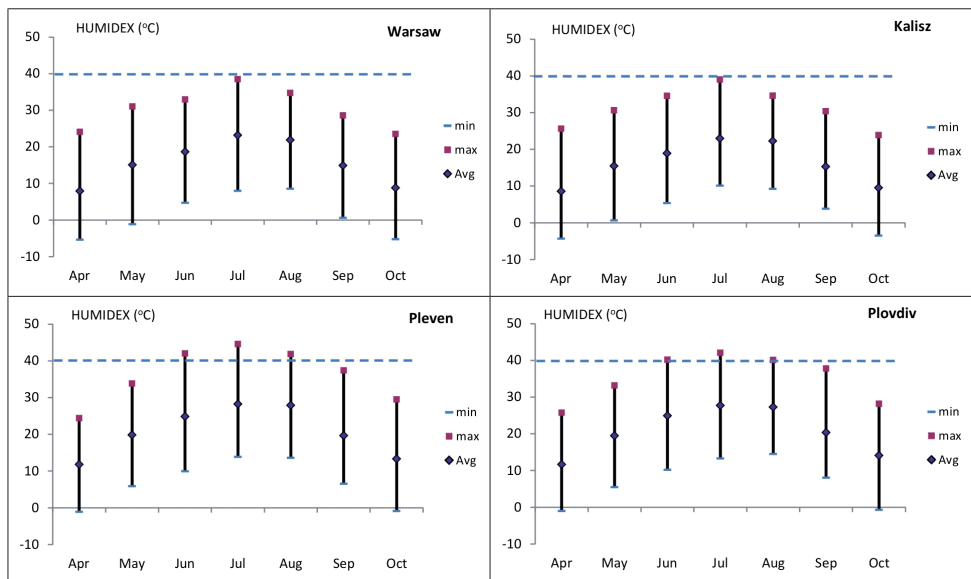 HUMIDEX (°C)
Warsaw
50
40
30
20
10
0
-10
min
max
Avg
Apr May Jun Jul Aug Sep Oct
HUMIDEX (°C)
Kalisz
50
40
30
20
10
0
-10
min
max
Avg
Apr May Jun Jul Aug Sep Oct
HUMIDEX (°C)
Pleven
50
40
30
20
10
0
-10
min
max
Avg
Apr May Jun Jul Aug Sep Oct
HUMIDEX (°C)
Plovdiv
50
40
30
20
10
0
-10
min
max
Avg
Apr May Jun Jul Aug Sep Oct